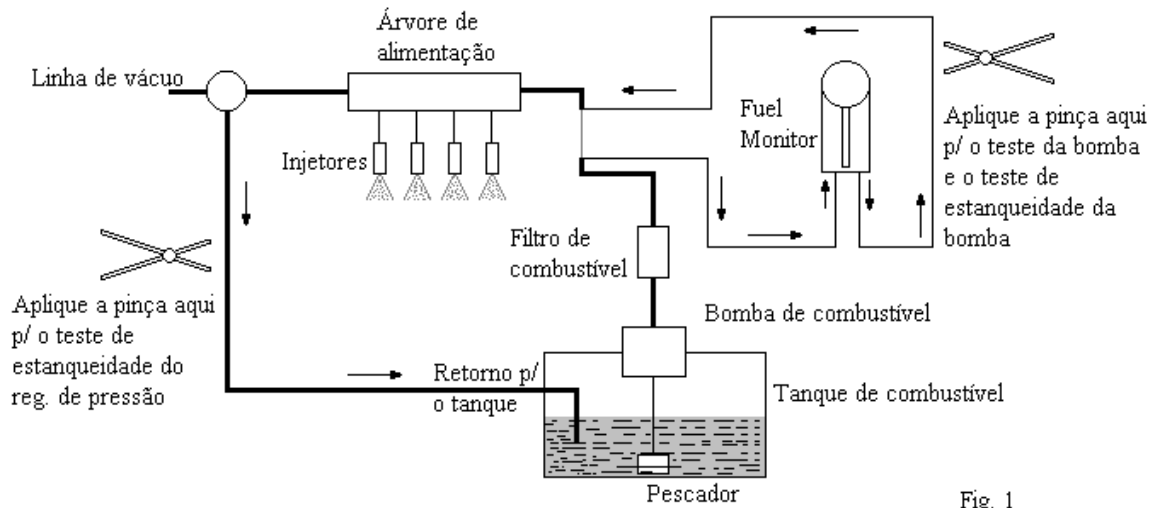 Árvore de
alimentação
Linha de vácuo
Injetores
Fuel
Monitor
Aplique a pinça aqui
p/ o teste da bomba
e o teste de
estanqueidade da
bomba
Filtro de
combustível
Aplique a pinça aqui
p/ o teste de
estanqueidade do
reg. de pressão
Bomba de combustível
Retorno p/
o tanque
Tanque de combustível
Pescador
Fig. 1